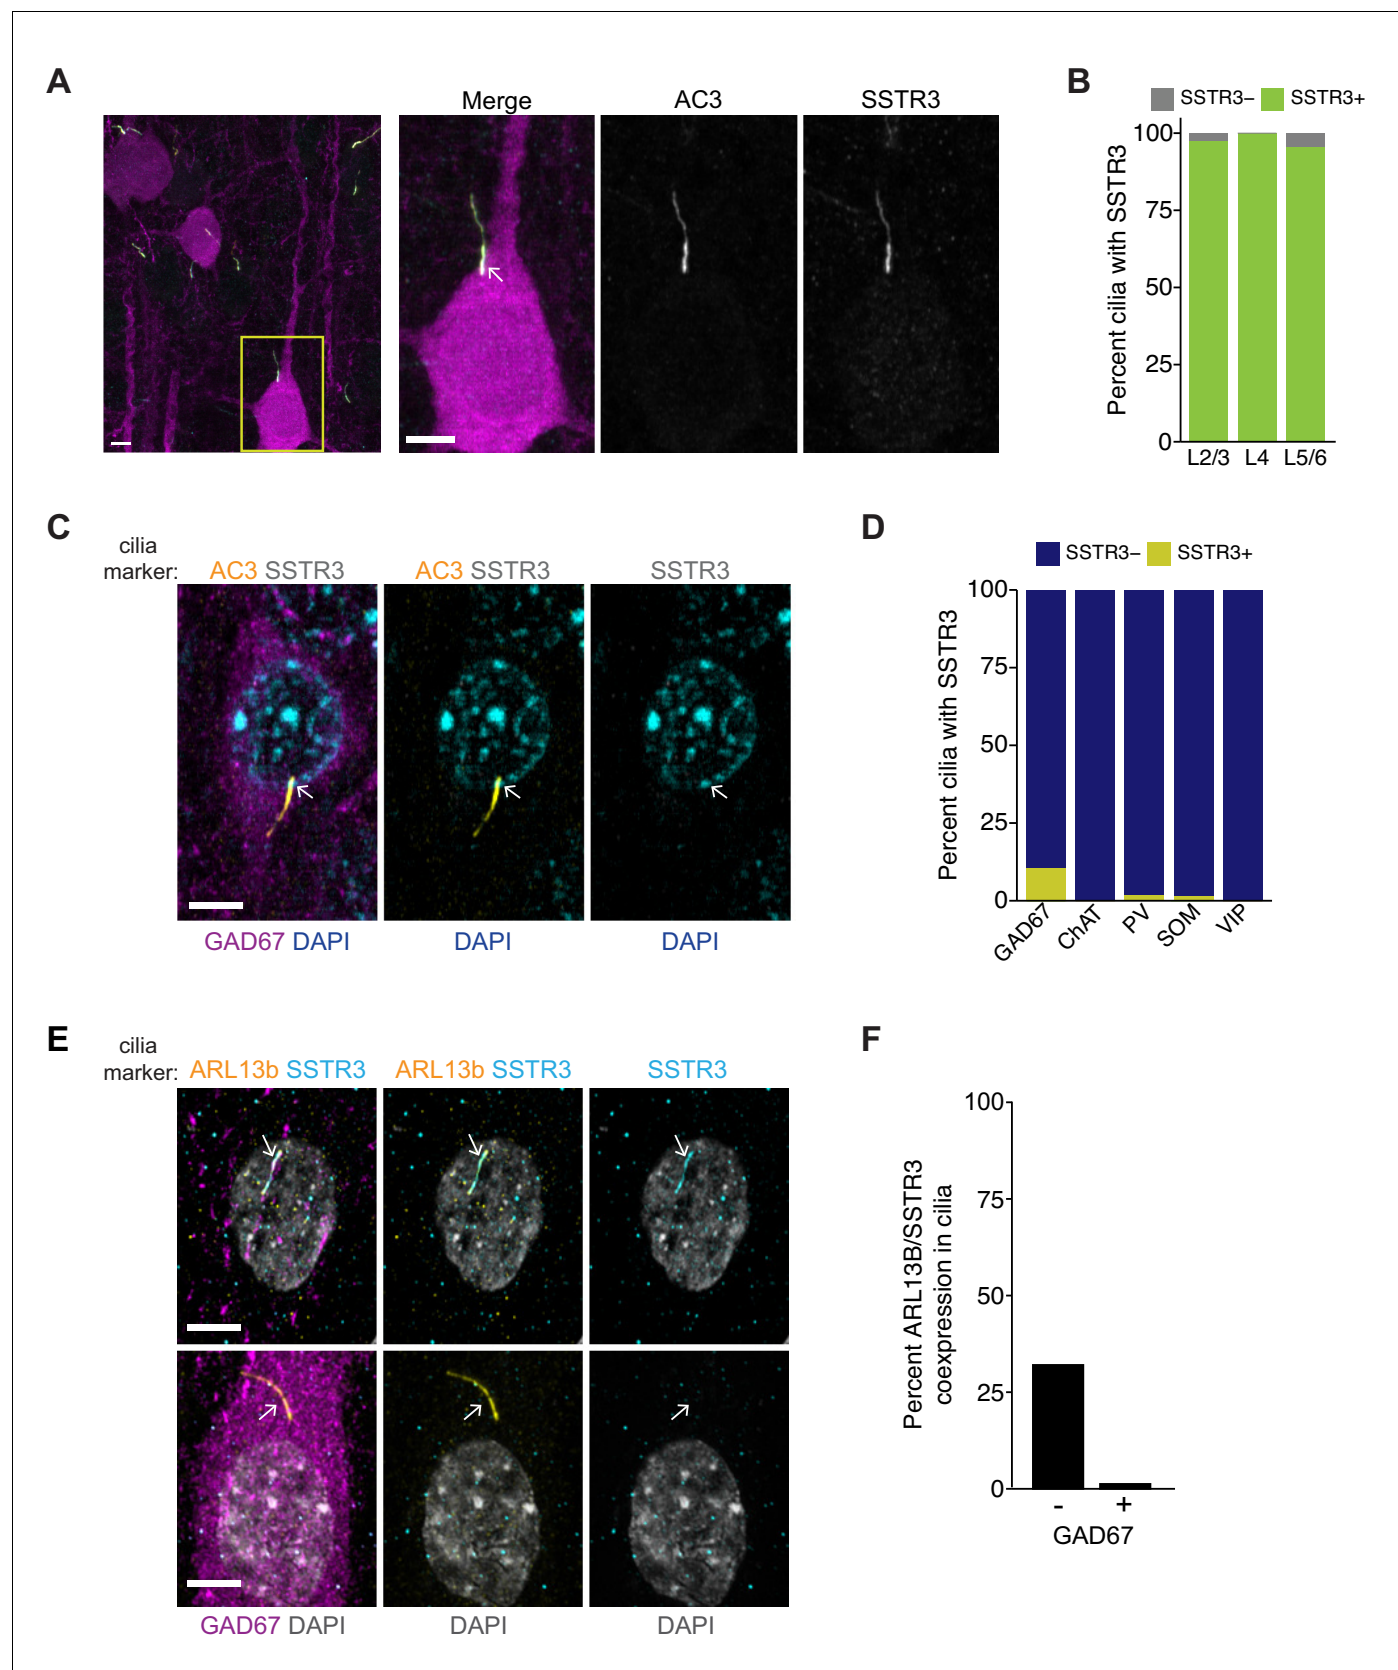 A
Merge
AC3
SSTR3
B
SSTR3– SSTR3+
Percent cilia with SSTR3
100
75
50
25
0
L2/3 L4 L5/6
C
cilia
marker: AC3 SSTR3
AC3 SSTR3
SSTR3
GAD67 DAPI
DAPI
DAPI
D
SSTR3– SSTR3+
Percent cilia with SSTR3
100
75
50
25
0
GAD67
ChAT
PV
SOM
VIP
E
cilia
marker: ARL13b SSTR3
ARL13b SSTR3
SSTR3
GAD67 DAPI
DAPI
DAPI
F
Percent ARL13B/SSTR3
coexpression in cilia
100
75
50
25
0
- +
GAD67